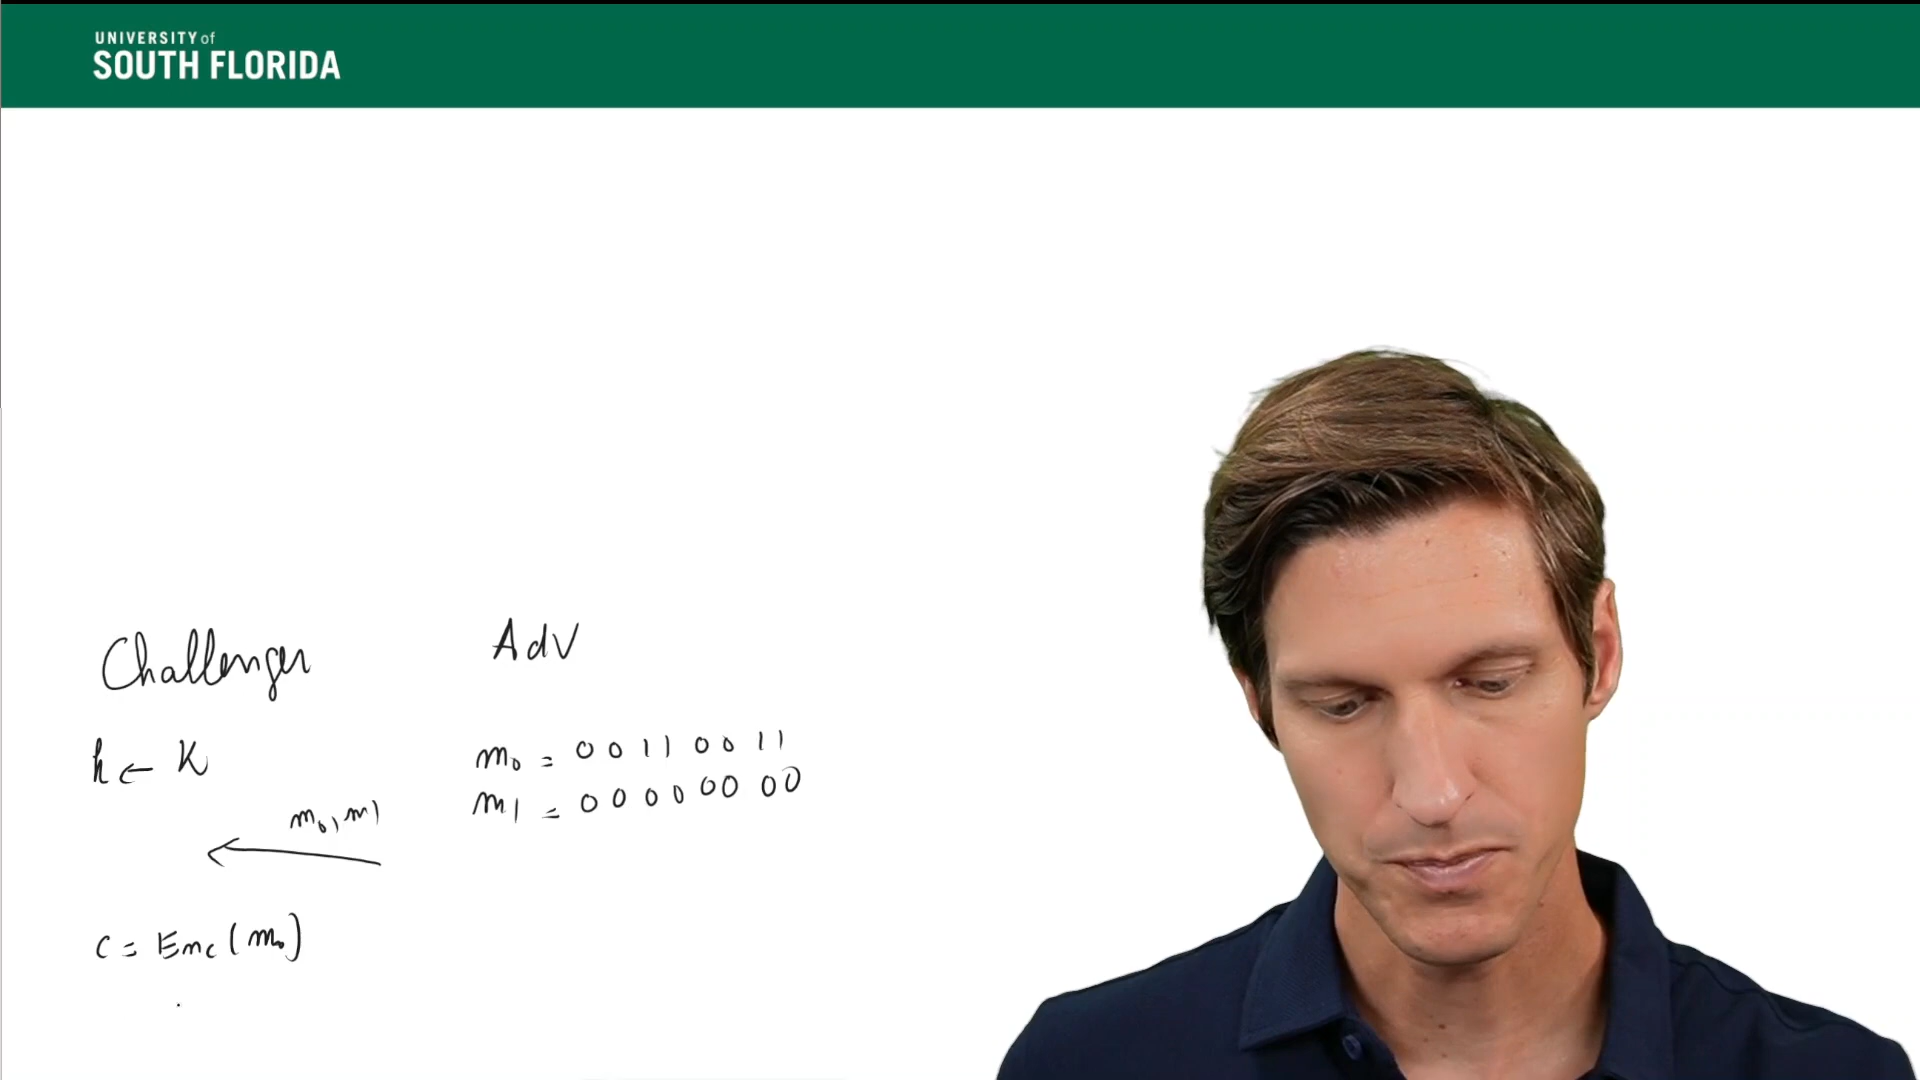 UNIVERSITY of
SOUTH FLORIDA
Challenger
Adv
k ← K
m₀ = 0 0 1 1 0 0 1 1
m1 = 0 0 0 0 0 0 0 0
m₀, m1
c = Enc(m₀)